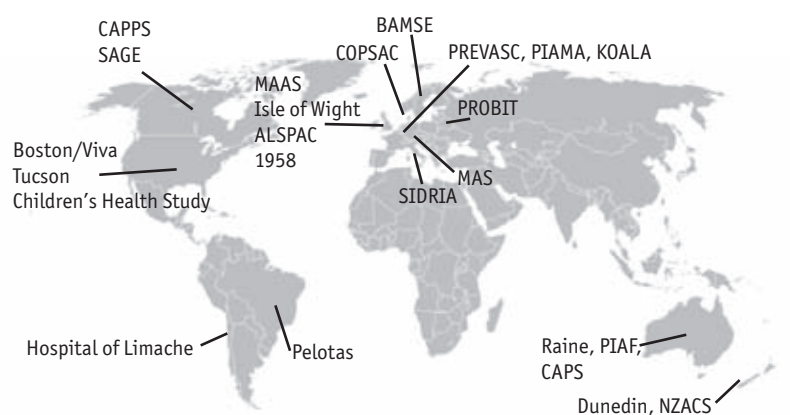 CAPPS
SAGE
BAMSE
COPSAC
PREVASC, PIAMA, KOALA
MAAS
Isle of Wight
ALSPAC
1958
PROBIT
Boston/Viva
Tucson
Children’s Health Study
MAS
SIDRIA
Hospital of Limache
Pelotas
Raine, PIAF,
CAPS
Dunedin, NZACS